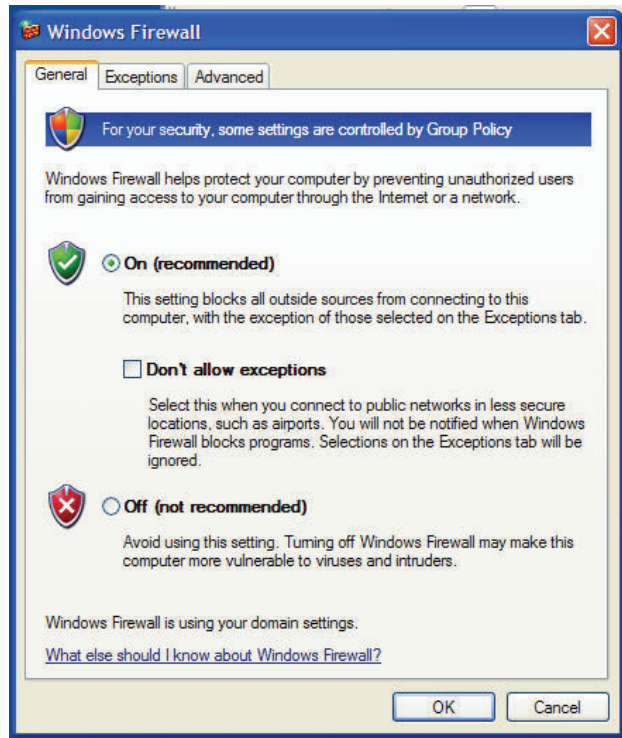 Windows Firewall
General Exceptions Advanced
For your security, some settings are controlled by Group Policy
Windows Firewall helps protect your computer by preventing unauthorized users
from gaining access to your computer through the Internet or a network.
On (recommended)
This setting blocks all outside sources from connecting to this
computer, with the exception of those selected on the Exceptions tab.
Don't allow exceptions
Select this when you connect to public networks in less secure
locations, such as airports. You will not be notified when Windows
Firewall blocks programs. Selections on the Exceptions tab will be
ignored.
Off (not recommended)
Avoid using this setting. Turning off Windows Firewall may make this
computer more vulnerable to viruses and intruders.
Windows Firewall is using your domain settings.
What else should I know about Windows Firewall?
OK Cancel